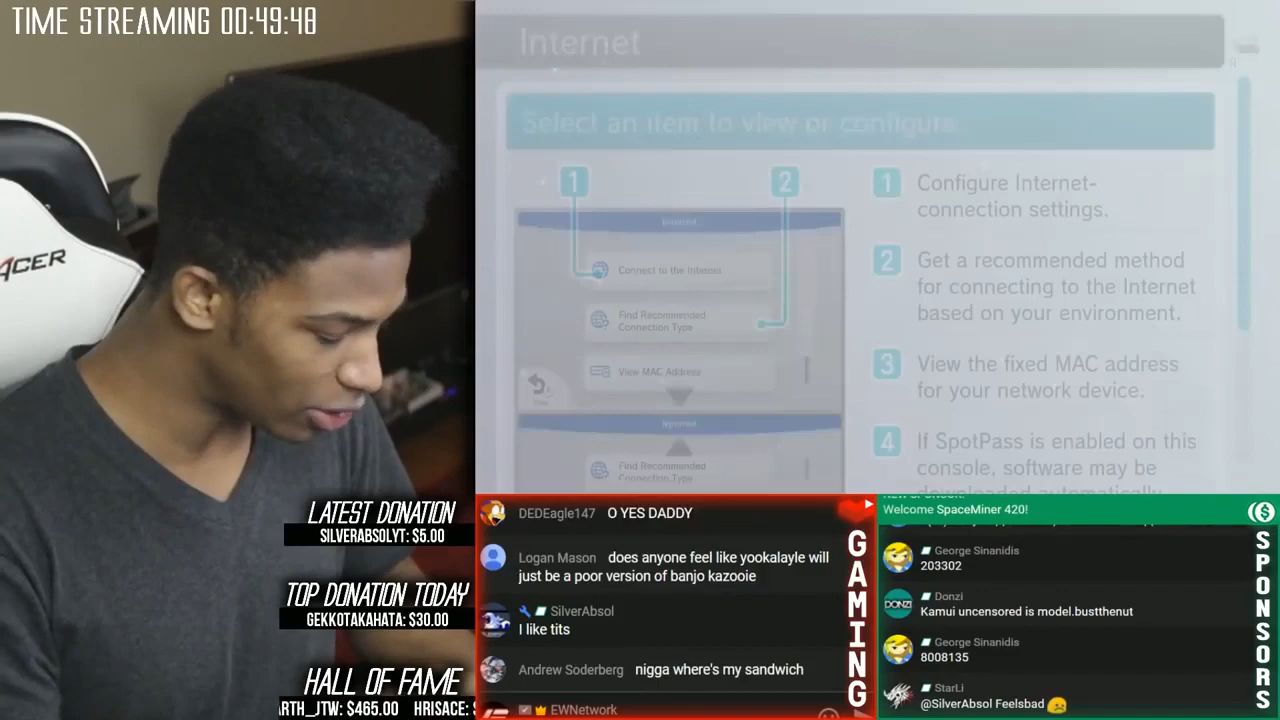 TIME STREAMING 00:49:48
ACER
LATEST DONATION
SILVERABSOLYT: $5.00
TOP DONATION TODAY
GEKKOTAKAHATA: $30.00
HALL OF FAME
ARTH_JTW: $465.00 HRISACE:
Internet
Select an item to view or configure.
1
2
Internet
Connect to the Internet
Find Recommended
Connection Type
View MAC Address
Internet
Find Recommended
Connection Type
1 Configure Internet-
connection settings.
2 Get a recommended method
for connecting to the Internet
based on your environment.
3 View the fixed MAC address
for your network device.
4 If SpotPass is enabled on this
console, software may be
downloaded automatically
DEDEagle147 O YES DADDY
Logan Mason does anyone feel like yookalayle will
just be a poor version of banjo kazooie
SilverAbsol
I like tits
Andrew Soderberg nigga where's my sandwich
EWNetwork
GAMING
NEW SPONSOR!
Welcome SpaceMiner 420!
George Sinanidis
203302
DONZI
Donzi
Kamui uncensored is model.bustthenut
George Sinanidis
8008135
StarLi
@SilverAbsol Feelsbad
SPONSORS